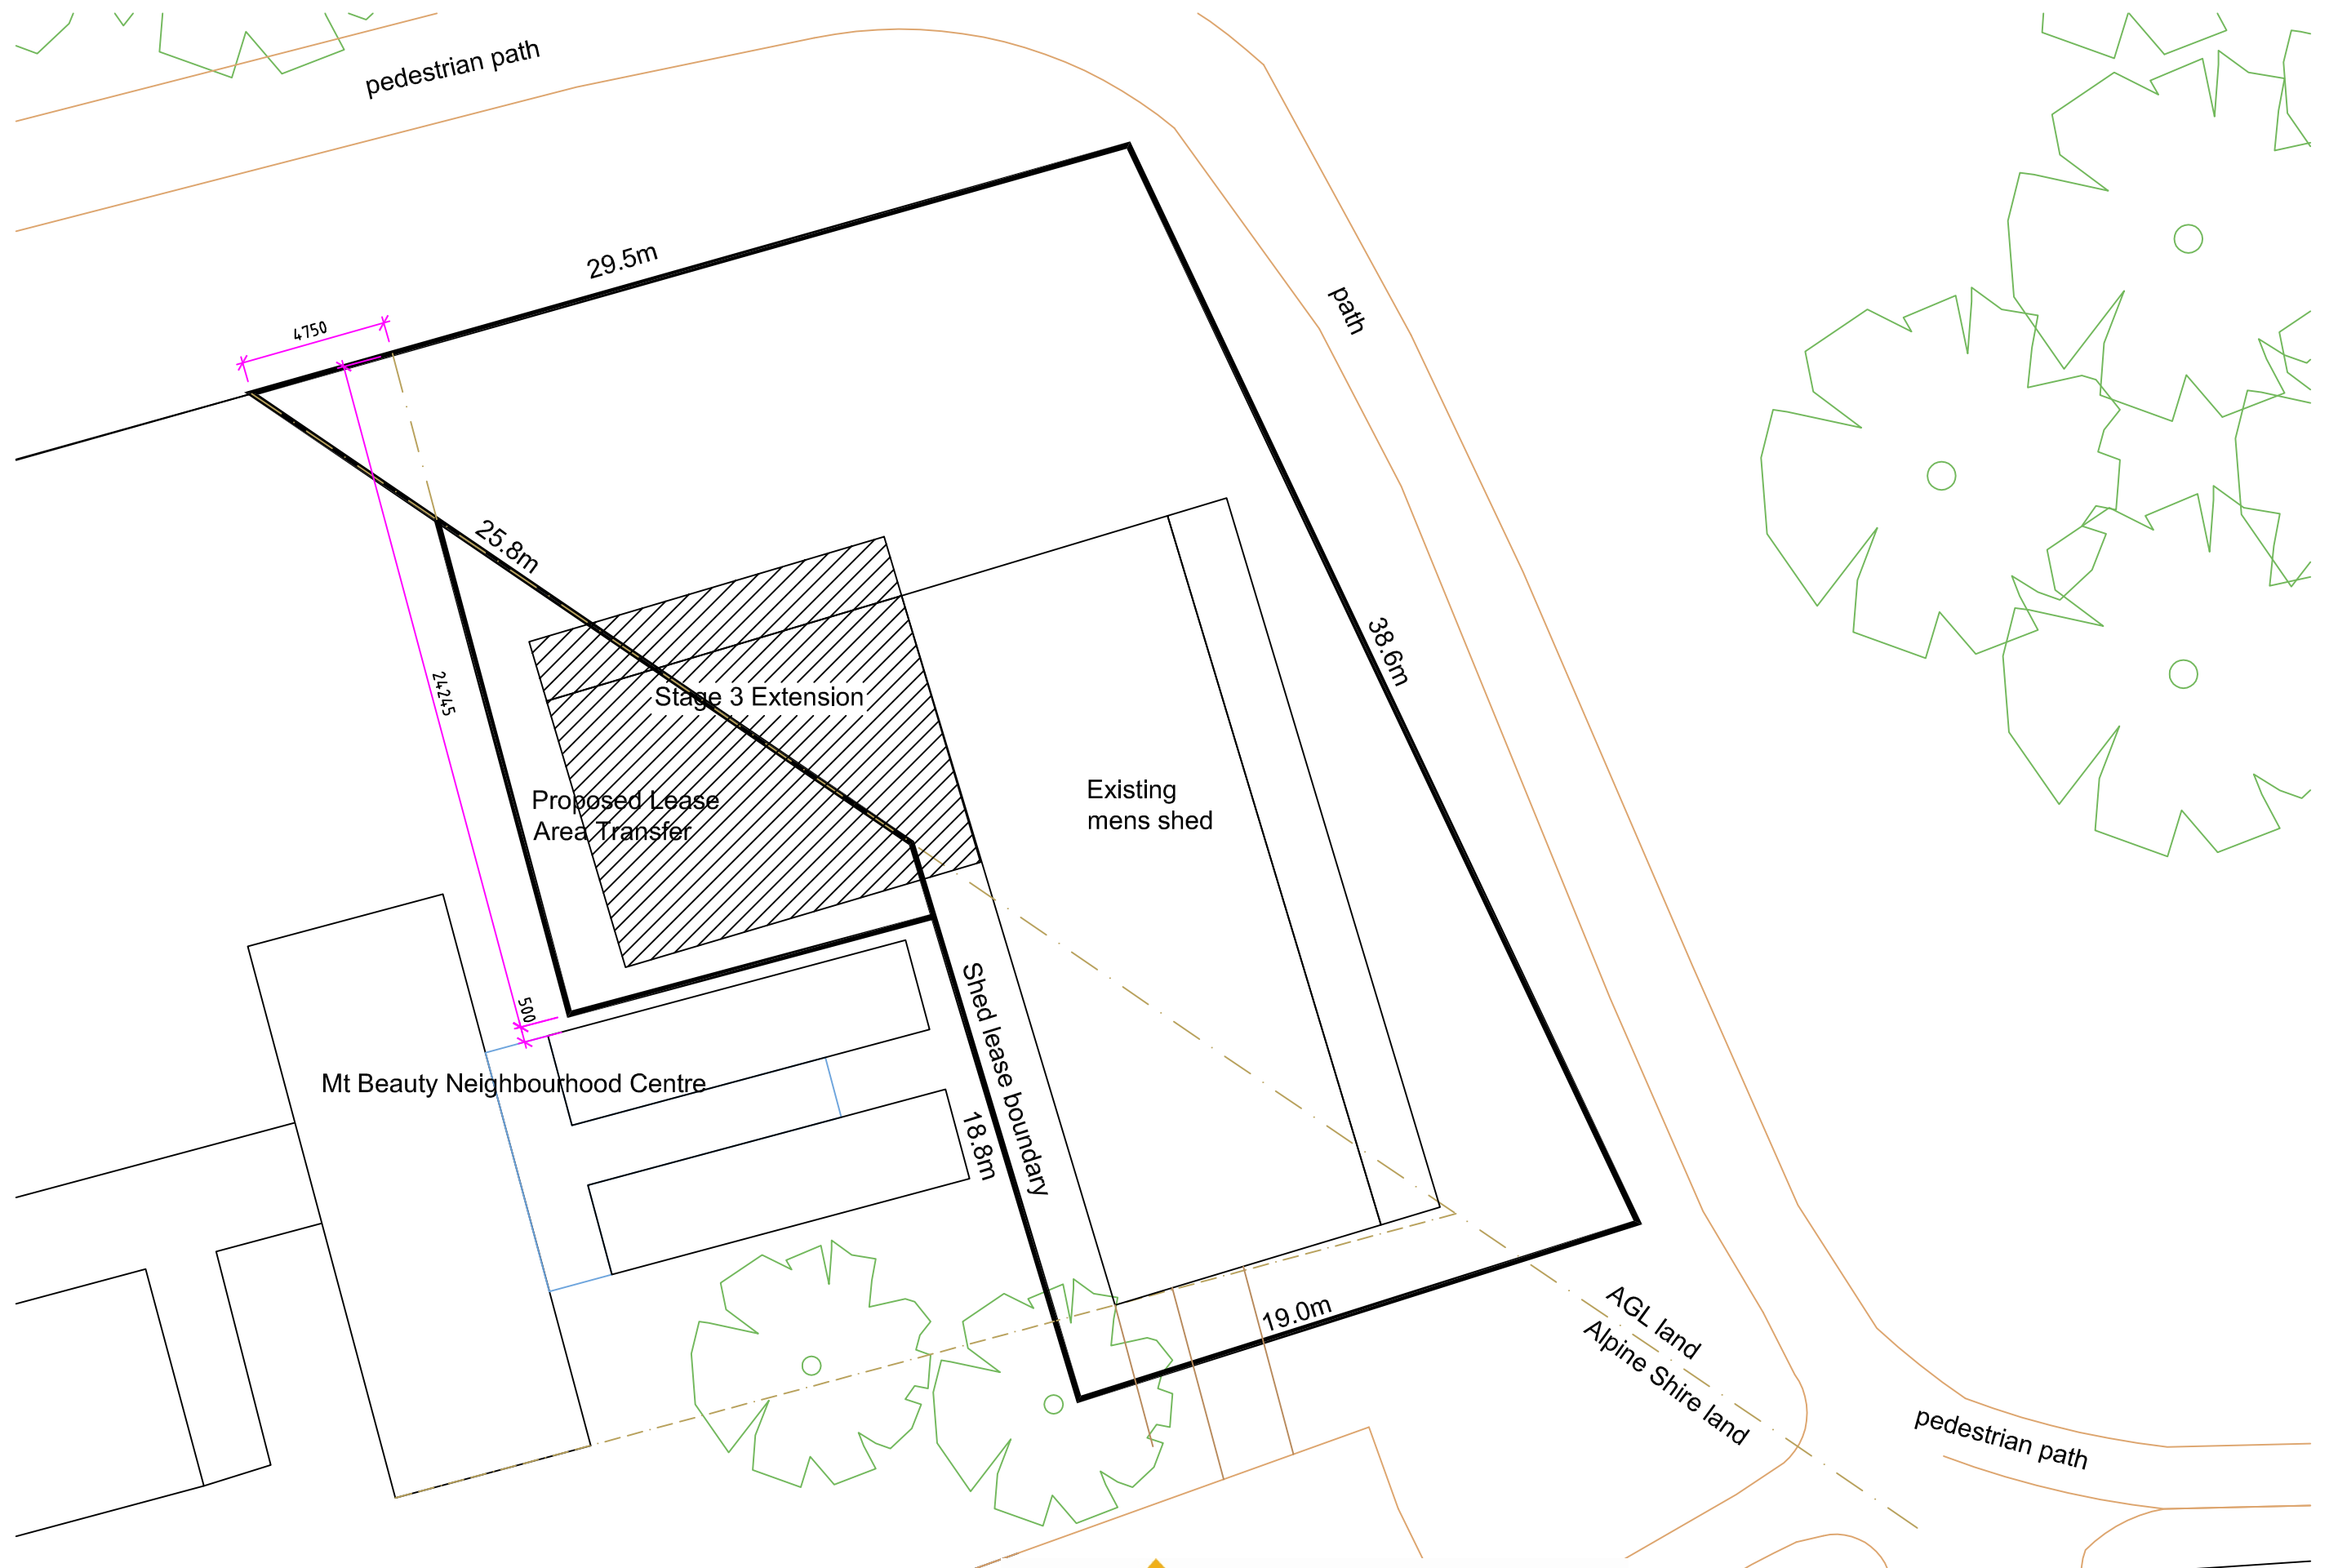 pedestrian path
29.5m
path
4750
25.8m
38.6m
24245
Stage 3 Extension
Proposed Lease
Area Transfer
Existing
mens shed
500
Shed lease boundary
Mt Beauty Neighbourhood Centre
18.8m
19.0m
AGL land
Alpine Shire land
pedestrian path